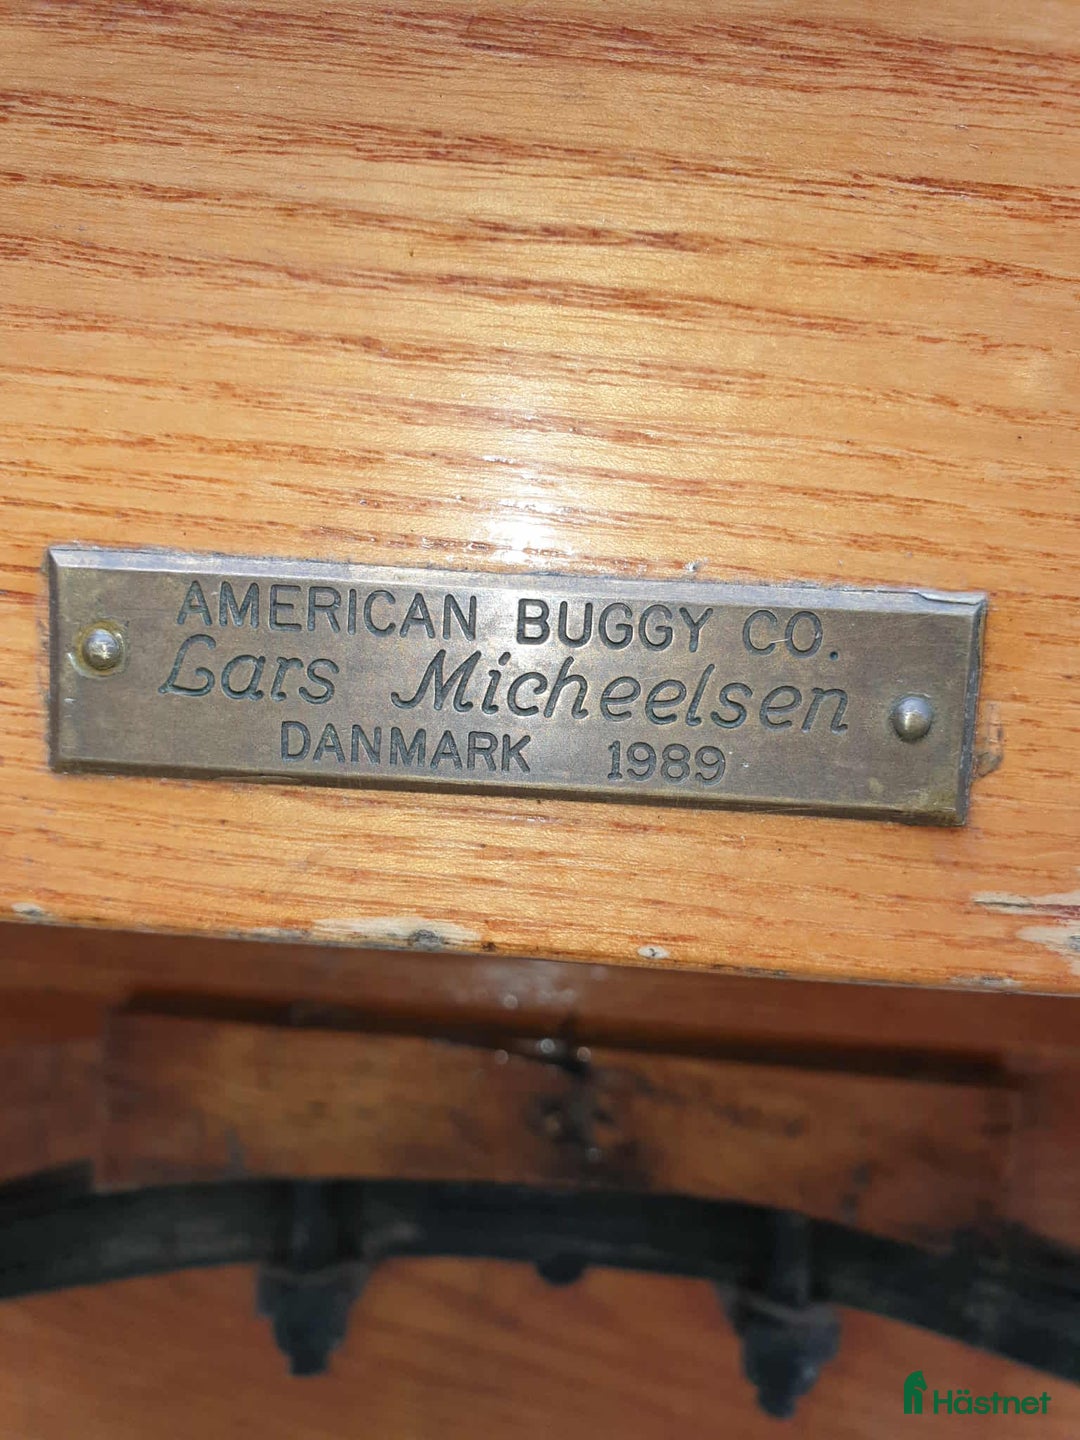 AMERICAN BUGGY CO.
Lars Micheelsen
DANMARK 1989
Hästnet